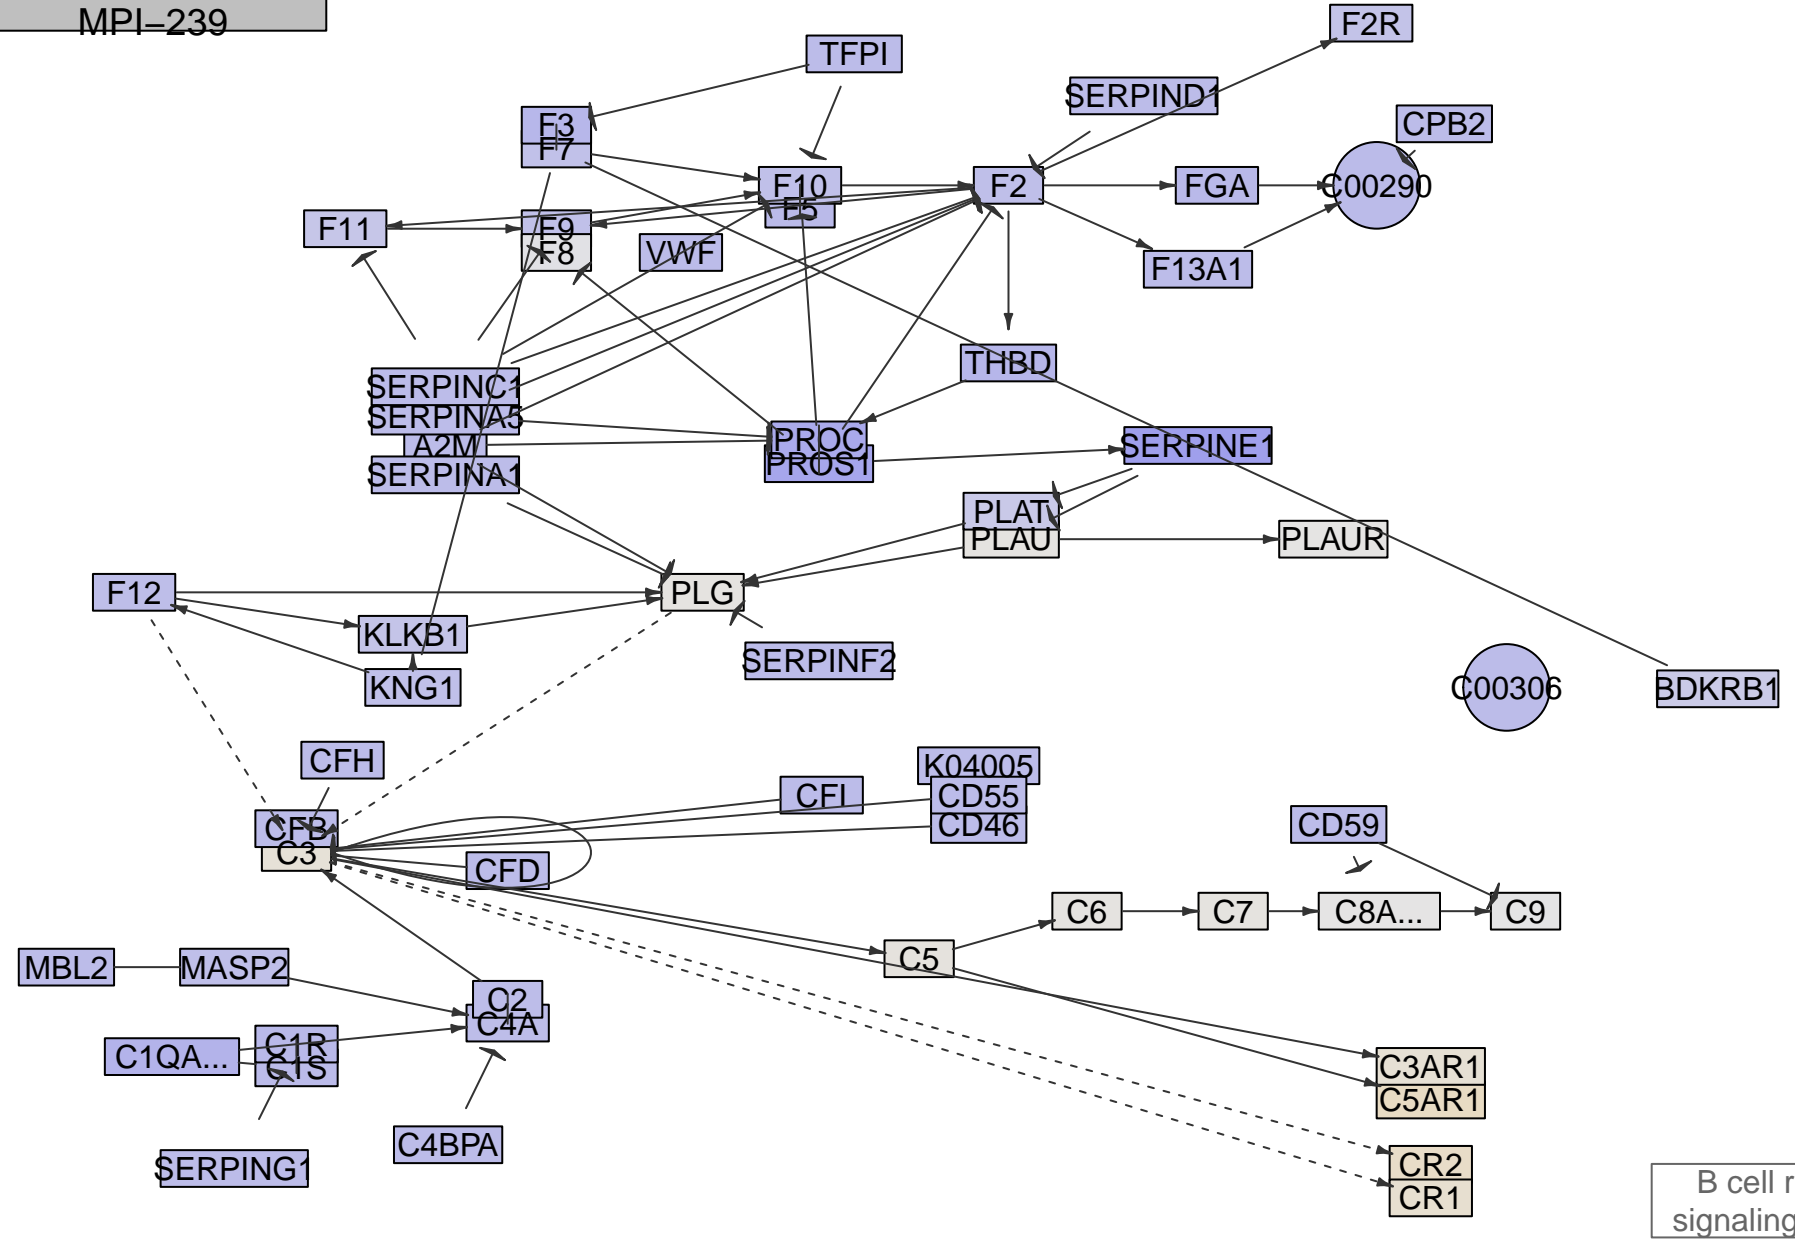 MPI–239
F2R
TFPI
SERPIND1
CPB2
F3
F7
F10
F5
F2
FGA
C00290
F11
F9
F8
VWF
F13A1
THBD
SERPINC1
SERPINA5
A2M
SERPINA1
PROC
PROS1
SERPINE1
PLAT
PLAU
PLAUR
F12
PLG
KLKB1
SERPINF2
KNG1
C00306
BDKRB1
CFH
K04005
CFI
CD55
CD46
CFB
C3
CFD
CD59
C6
C7
C8A...
C9
C5
MBL2
MASP2
C2
C4A
C1QA...
C1R
C1S
C3AR1
C5AR1
C4BPA
SERPING1
CR2
CR1
B cell r
signaling